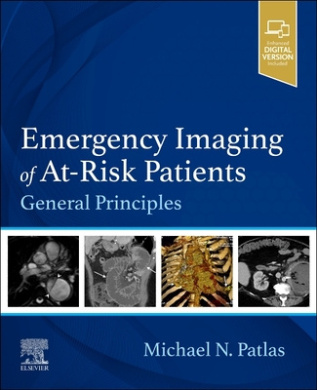 Enhanced
DIGITAL
VERSION
Included
Emergency Imaging
of At-Risk Patients
General Principles
ELSEVIER
Michael N. Patlas